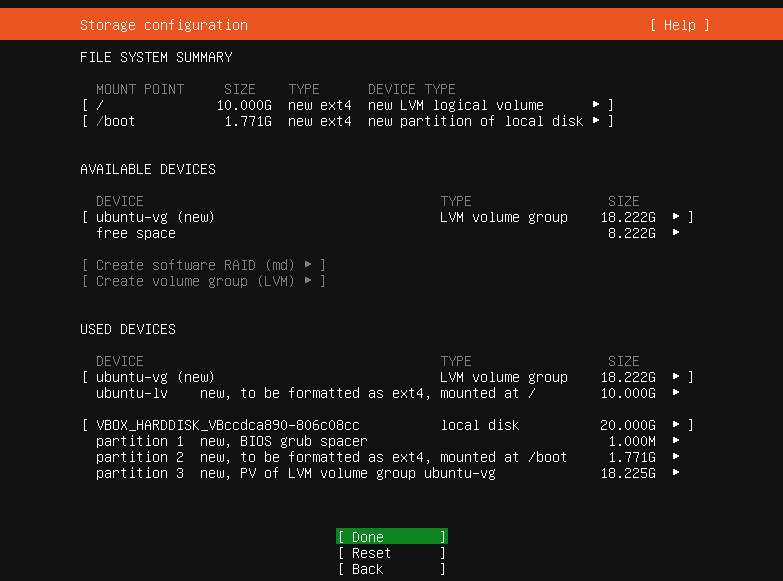 Storage configuration [ Help ]
FILE SYSTEM SUMMARY
MOUNT POINT SIZE TYPE DEVICE TYPE
[ / 10.000G new ext4 new LVM logical volume ▸ ]
[ /boot 1.771G new ext4 new partition of local disk ▸ ]
AVAILABLE DEVICES
DEVICE TYPE SIZE
[ ubuntu-vg (new) LVM volume group 18.222G ▸ ]
free space 8.222G ▸
[ Create software RAID (md) ▸ ]
[ Create volume group (LVM) ▸ ]
USED DEVICES
DEVICE TYPE SIZE
[ ubuntu-vg (new) LVM volume group 18.222G ▸ ]
ubuntu-lv new, to be formatted as ext4, mounted at / 10.000G ▸
[ VBOX_HARDDISK_VBccdca890-806c08cc local disk 20.000G ▸ ]
partition 1 new, BIOS grub spacer 1.000M ▸
partition 2 new, to be formatted as ext4, mounted at /boot 1.771G ▸
partition 3 new, PV of LVM volume group ubuntu-vg 18.225G ▸
[ Done ]
[ Reset ]
[ Back ]